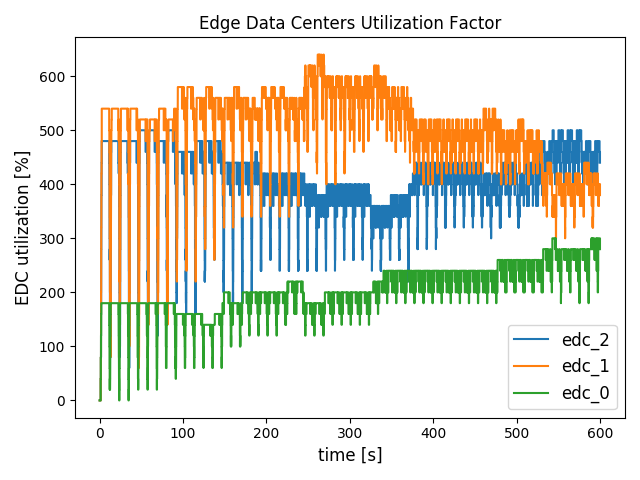 Edge Data Centers Utilization Factor
EDC utilization [%]
600
500
400
300
200
100
0
edc_2
edc_1
edc_0
0 100 200 300 400 500 600
time [s]